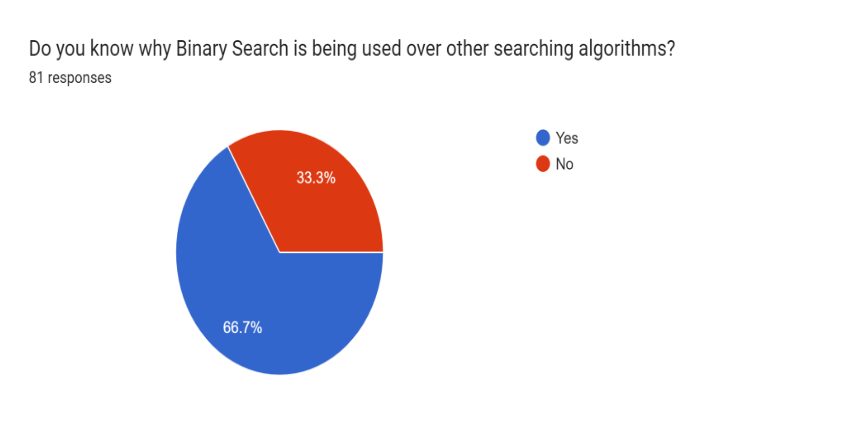 Do you know why Binary Search is being used over other searching algorithms?
81 responses
Yes
No
33.3%
66.7%